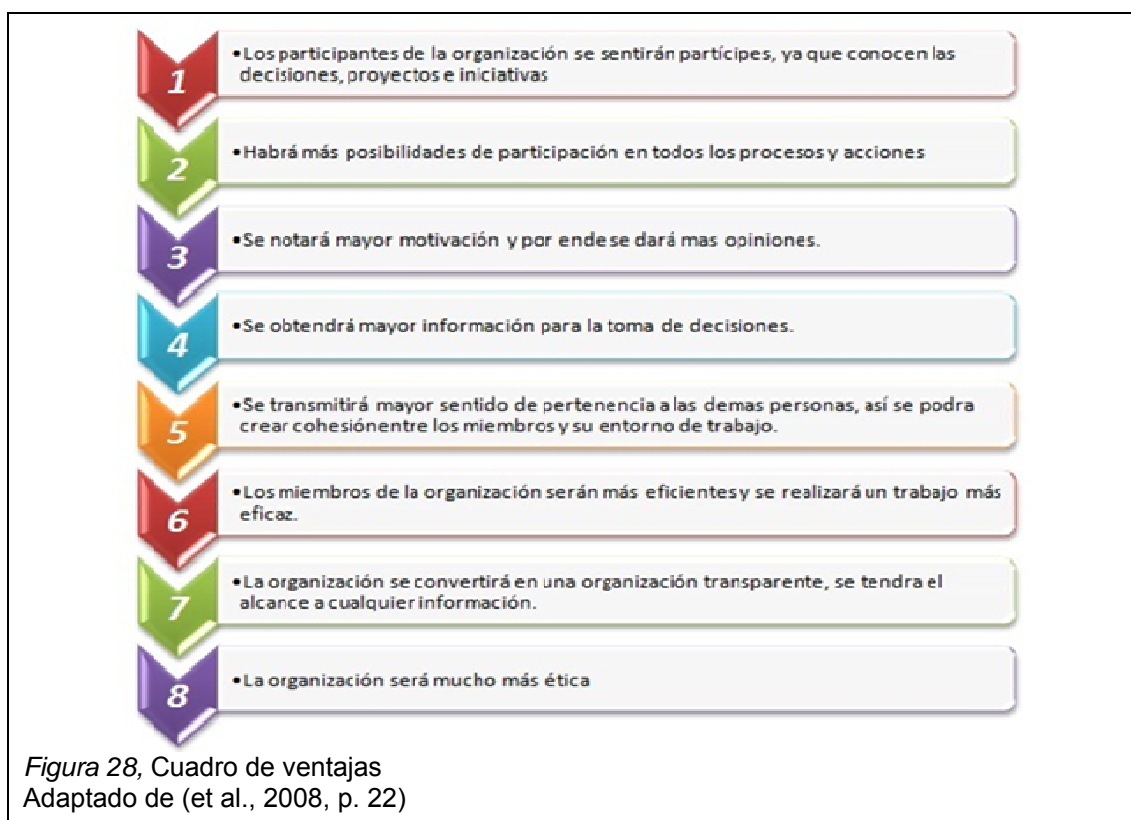 1
•Los participantes de la organización se sentirán partícipes, ya que conocen las
decisiones, proyectos e iniciativas
2
•Habrá más posibilidades de participación en todos los procesos y acciones
3
•Se notará mayor motivación y por ende se dará mas opiniones.
4
•Se obtendrá mayor información para la toma de decisiones.
5
•Se transmitirá mayor sentido de pertenencia a las demas personas, así se podra
crear cohesión entre los miembros y su entorno de trabajo.
6
•Los miembros de la organización serán más eficientes y se realizará un trabajo más
eficaz.
7
•La organización se convertirá en una organización transparente, se tendra el
alcance a cualquier información.
8
•La organización será mucho más ética
Figura 28, Cuadro de ventajas
Adaptado de (et al., 2008, p. 22)